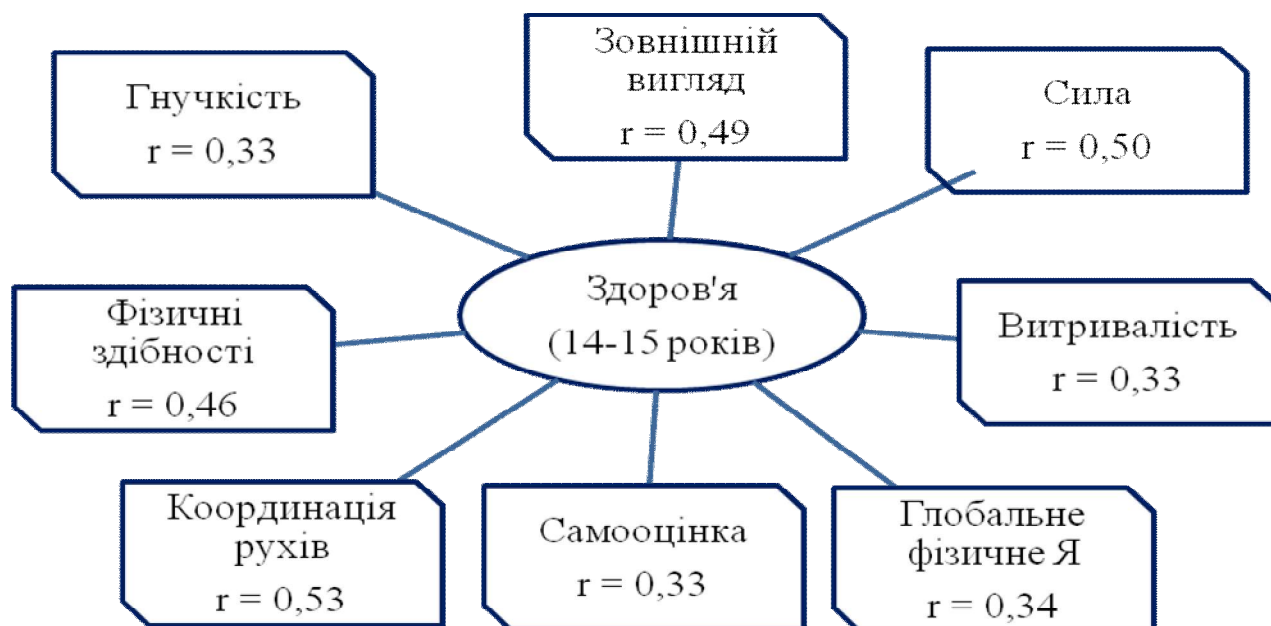 Гнучкість
r = 0,33
Зовнішній
вигляд
r = 0,49
Сила
r = 0,50
Фізичні
здібності
r = 0,46
Здоров'я
(14-15 років)
Витривалість
r = 0,33
Координація
рухів
r = 0,53
Самооцінка
r = 0,33
Глобальне
фізичне Я
r = 0,34